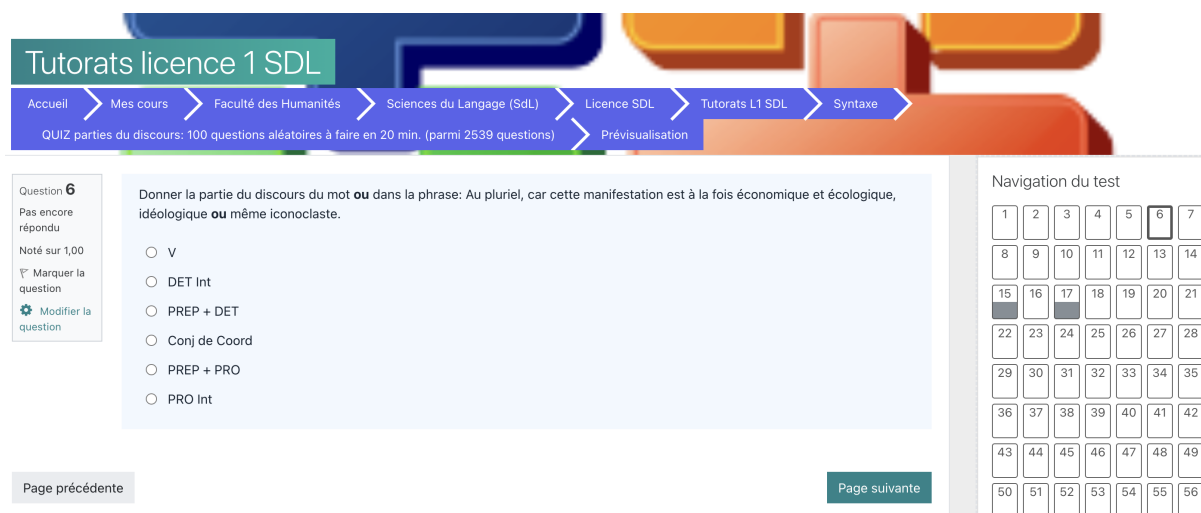 Tutorats licence 1 SDL
Accueil Mes cours Faculté des Humanités Sciences du Langage (SdL) Licence SDL Tutorats L1 SDL Syntaxe
QUIZ parties du discours: 100 questions aléatoires à faire en 20 min. (parmi 2539 questions) Prévisualisation
Question 6
Pas encore
répondu
Noté sur 1,00
Marquer la
question
Modifier la
question
Donner la partie du discours du mot ou dans la phrase: Au pluriel, car cette manifestation est à la fois économique et écologique,
idéologique ou même iconoclaste.
V
DET Int
PREP + DET
Conj de Coord
PREP + PRO
PRO Int
Page précédente
Page suivante
Navigation du test
1 2 3 4 5 6 7
8 9 10 11 12 13 14
15 16 17 18 19 20 21
22 23 24 25 26 27 28
29 30 31 32 33 34 35
36 37 38 39 40 41 42
43 44 45 46 47 48 49
50 51 52 53 54 55 56